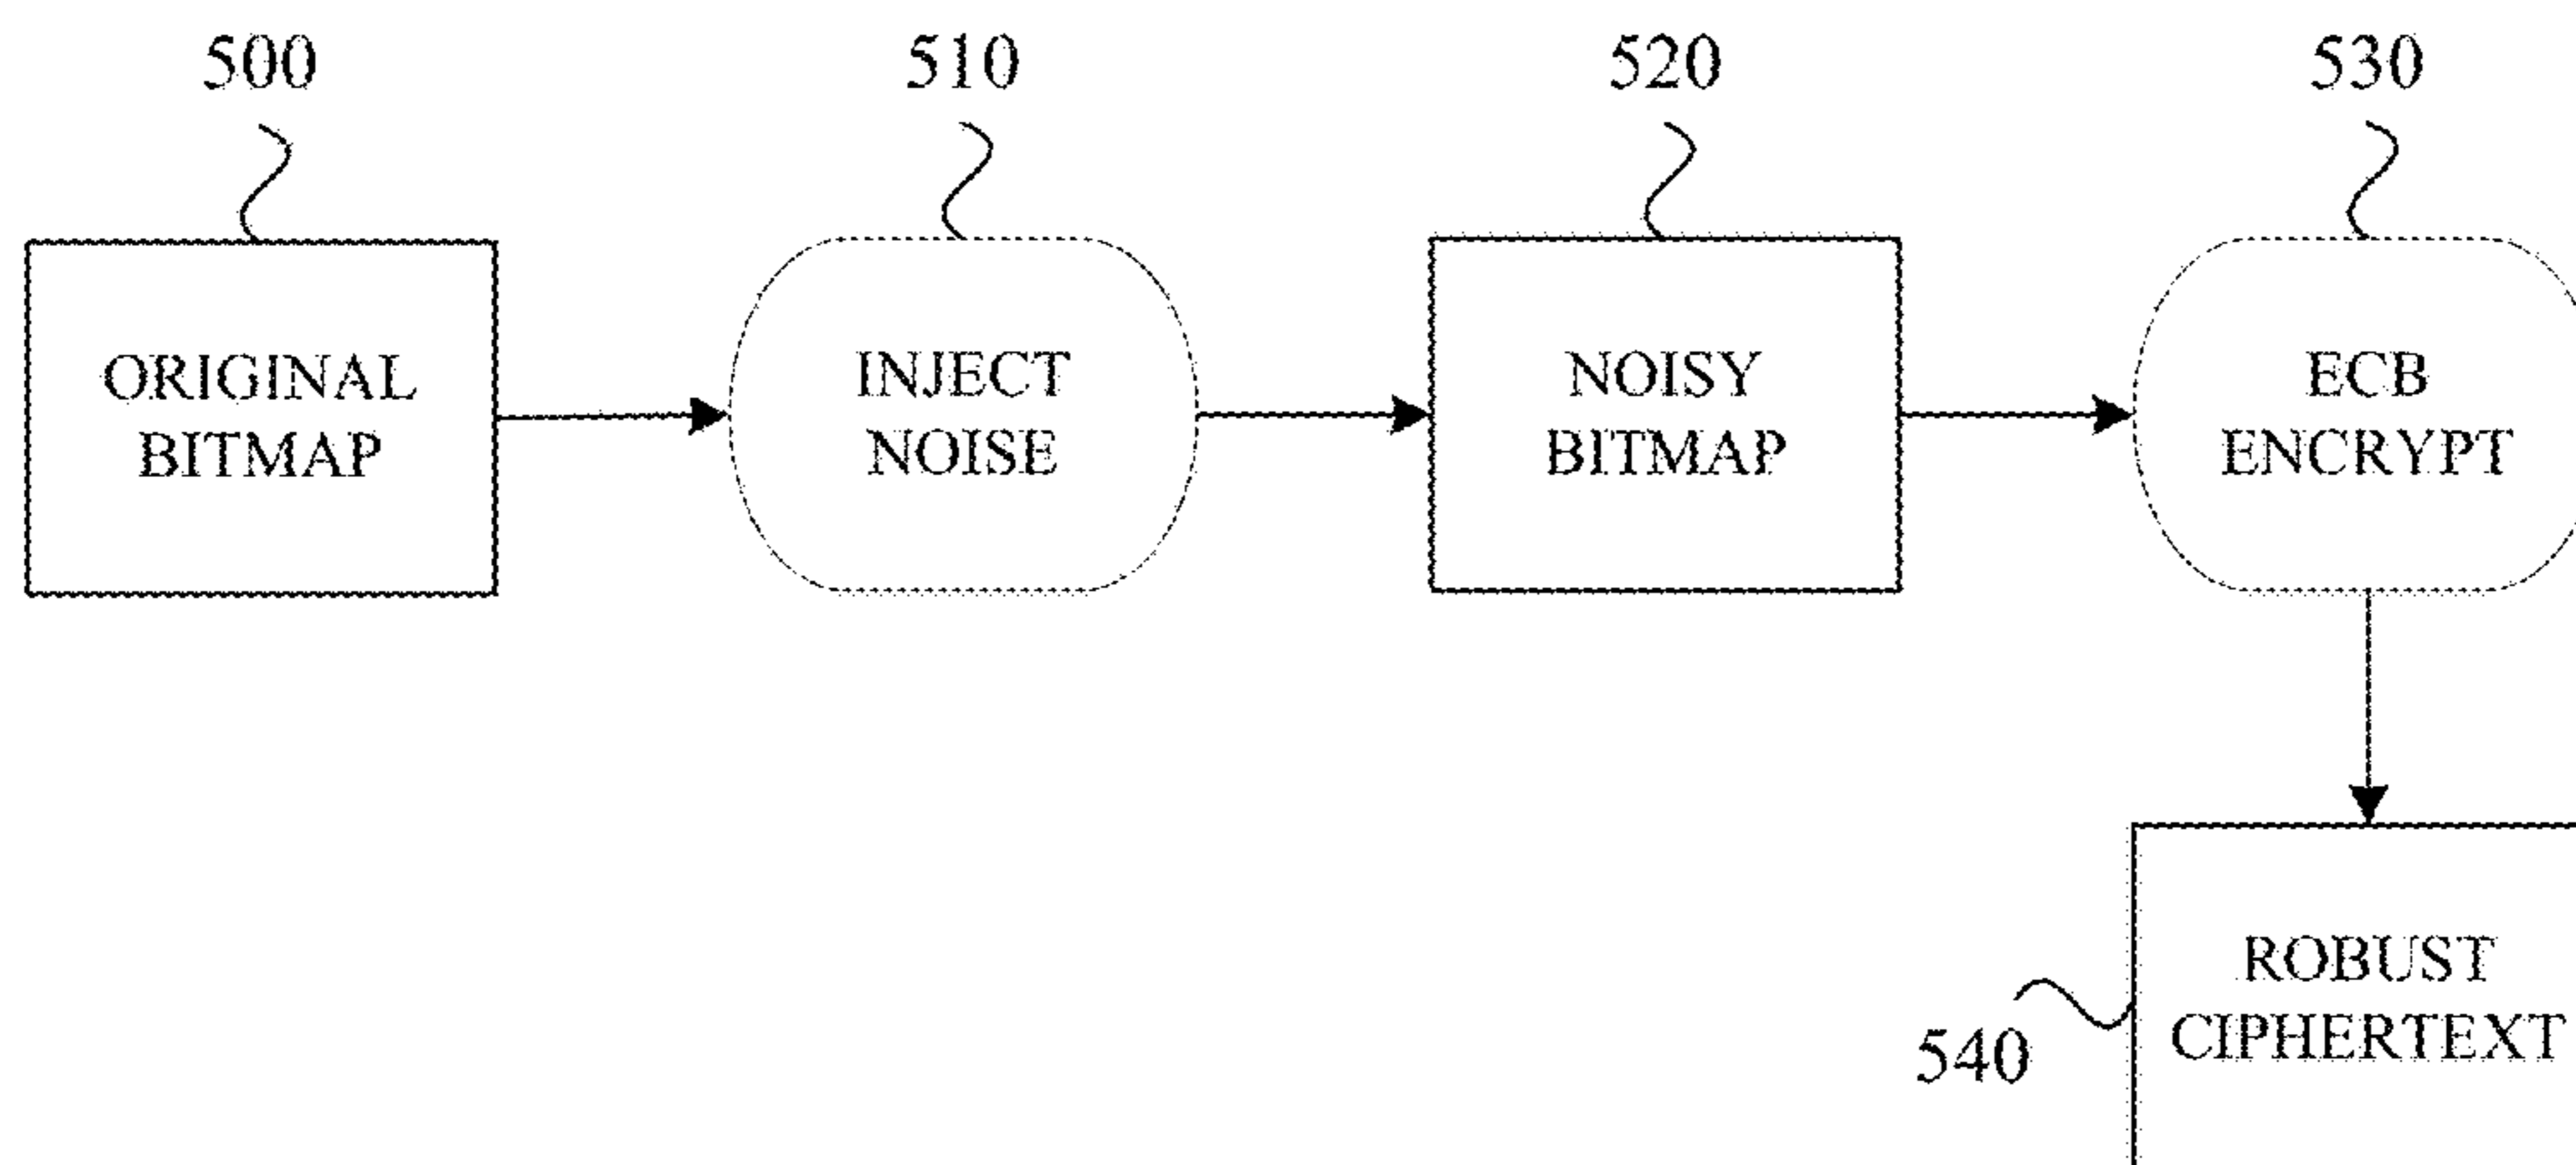 500
510
520
530
ORIGINAL
BITMAP
INJECT
NOISE
NOISY
BITMAP
ECB
ENCRYPT
ROBUST
CIPHERTEXT
540